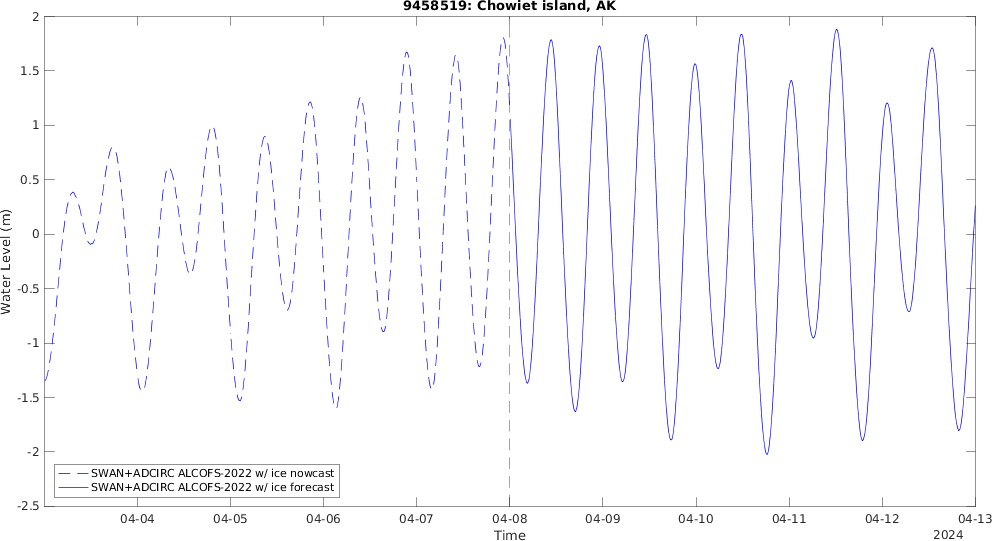 9458519: Chowiet island, AK
Water Level (m)
2
1.5
1
0.5
0
-0.5
-1
-1.5
-2
-2.5
SWAN+ADCIRC ALCOFS-2022 w/ ice nowcast
SWAN+ADCIRC ALCOFS-2022 w/ ice forecast
04-04 04-05 04-06 04-07 04-08 04-09 04-10 04-11 04-12 04-13
Time
2024